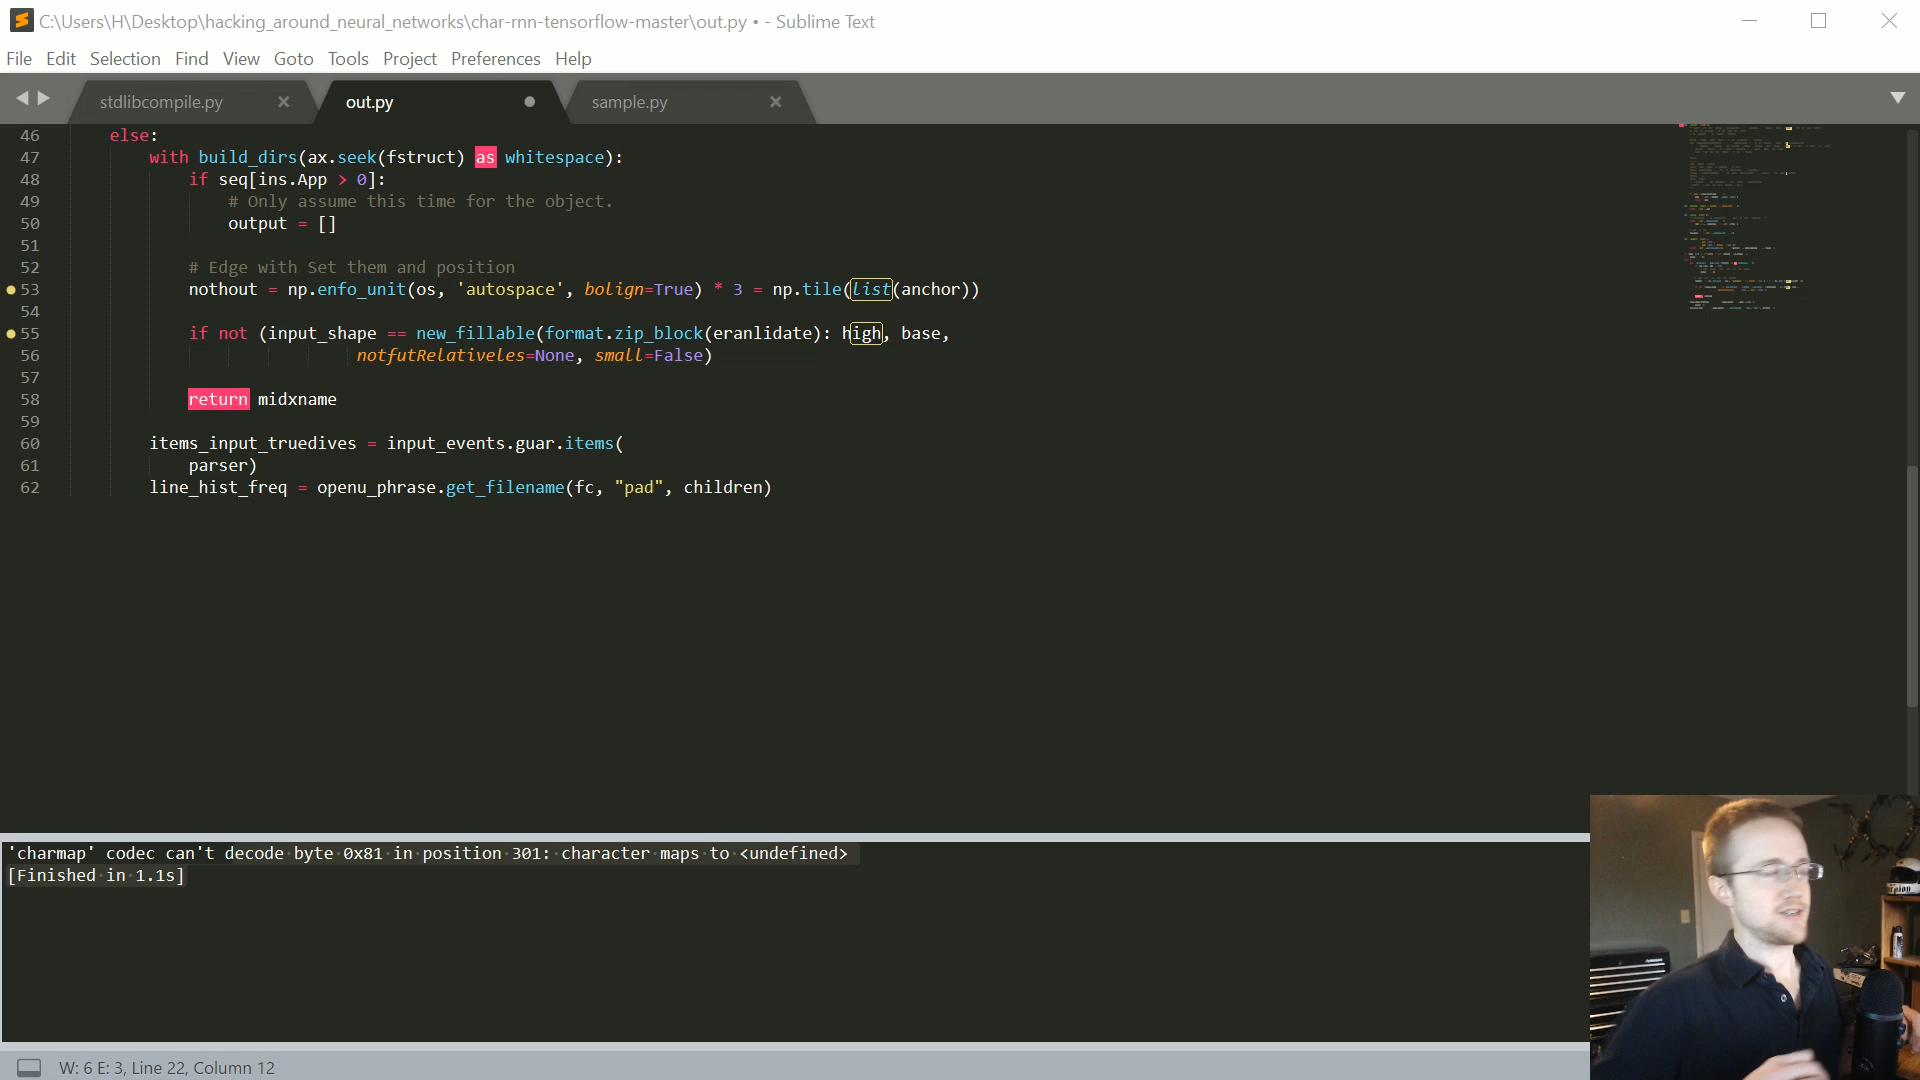 C:\Users\H\Desktop\hacking_around_neural_networks\char-rnn-tensorflow-master\out.py • - Sublime Text
File Edit Selection Find View Goto Tools Project Preferences Help
stdlibcompile.py out.py sample.py
46 else:
47 with build_dirs(ax.seek(fstruct) as whitespace):
48 if seq[ins.App > 0]:
49 # Only assume this time for the object.
50 output = []
51
52 # Edge with Set them and position
53 nothout = np.enfo_unit(os, 'autospace', bolign=True) * 3 = np.tile(list(anchor))
54
55 if not (input_shape == new_fillable(format.zip_block(eranlidate): high, base,
56 notfutRelativeles=None, small=False)
57
58 return midxname
59
60 items_input_truedives = input_events.guar.items(
61 parser)
62 line_hist_freq = openu_phrase.get_filename(fc, "pad", children)
'charmap' codec can't decode byte 0x81 in position 301: character maps to <undefined>
[Finished in 1.1s]
W: 6 E: 3, Line 22, Column 12